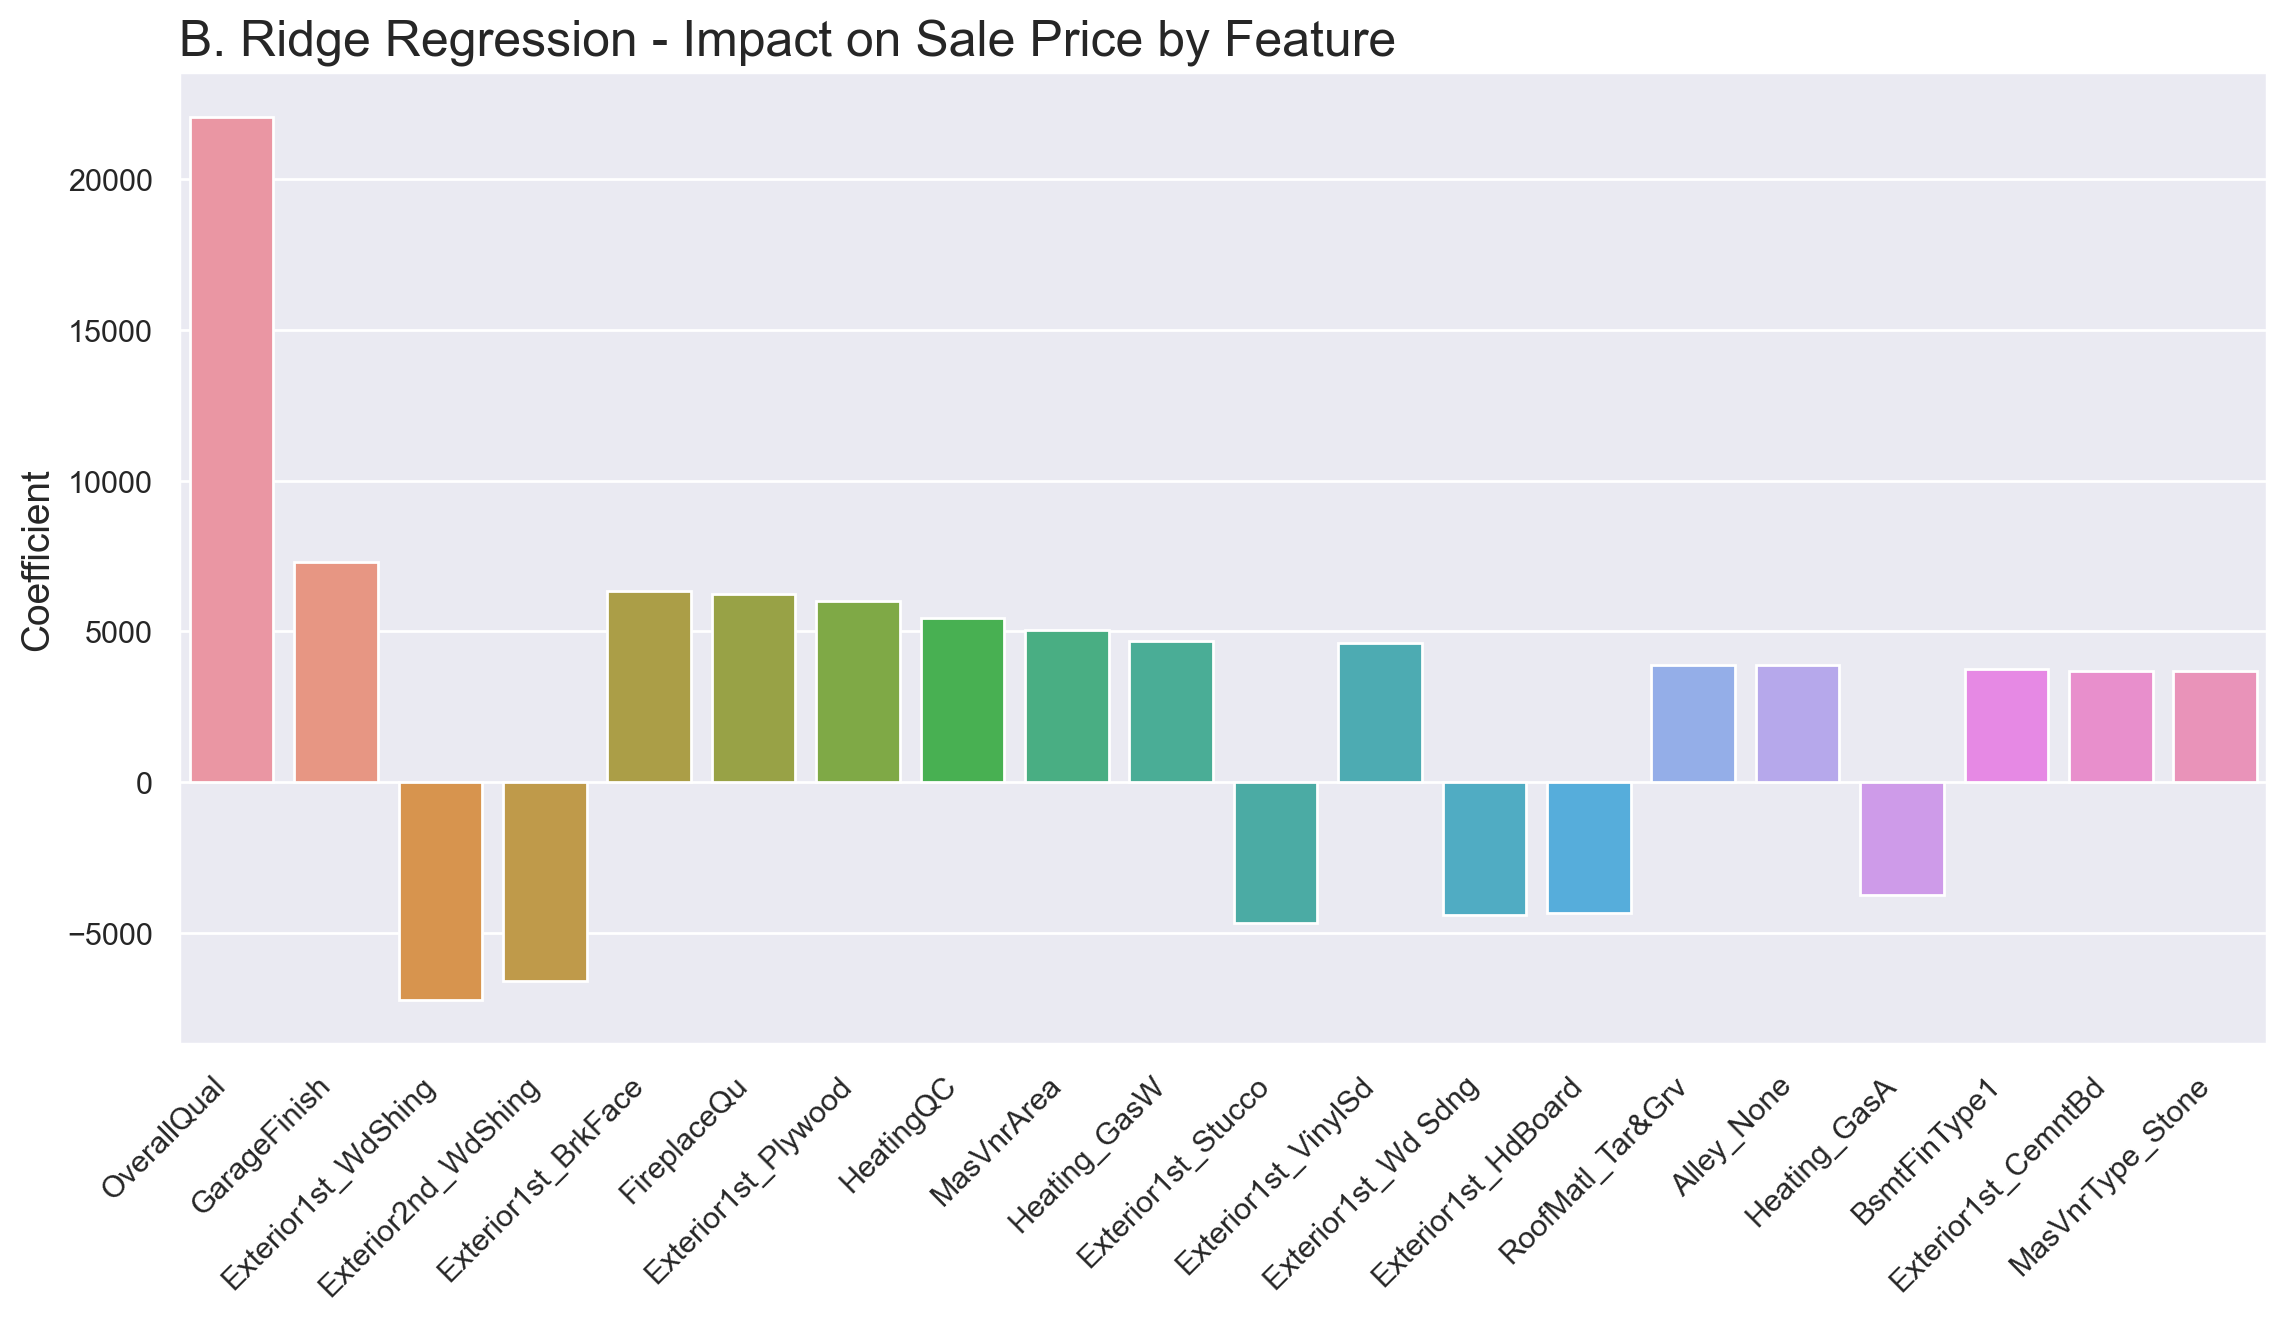 B. Ridge Regression - Impact on Sale Price by Feature
Coefficient
20000
15000
10000
5000
0
−5000
OverallQual
GarageFinish
Exterior1st_WdShing
Exterior2nd_WdShing
Exterior1st_BrkFace
FireplaceQu
Exterior1st_Plywood
HeatingQC
MasVnrArea
Heating_GasW
Exterior1st_Stucco
Exterior1st_VinylSd
Exterior1st_Wd Sdng
Exterior1st_HdBoard
RoofMatl_Tar&Grv
Alley_None
Heating_GasA
BsmtFinType1
Exterior1st_CemntBd
MasVnrType_Stone